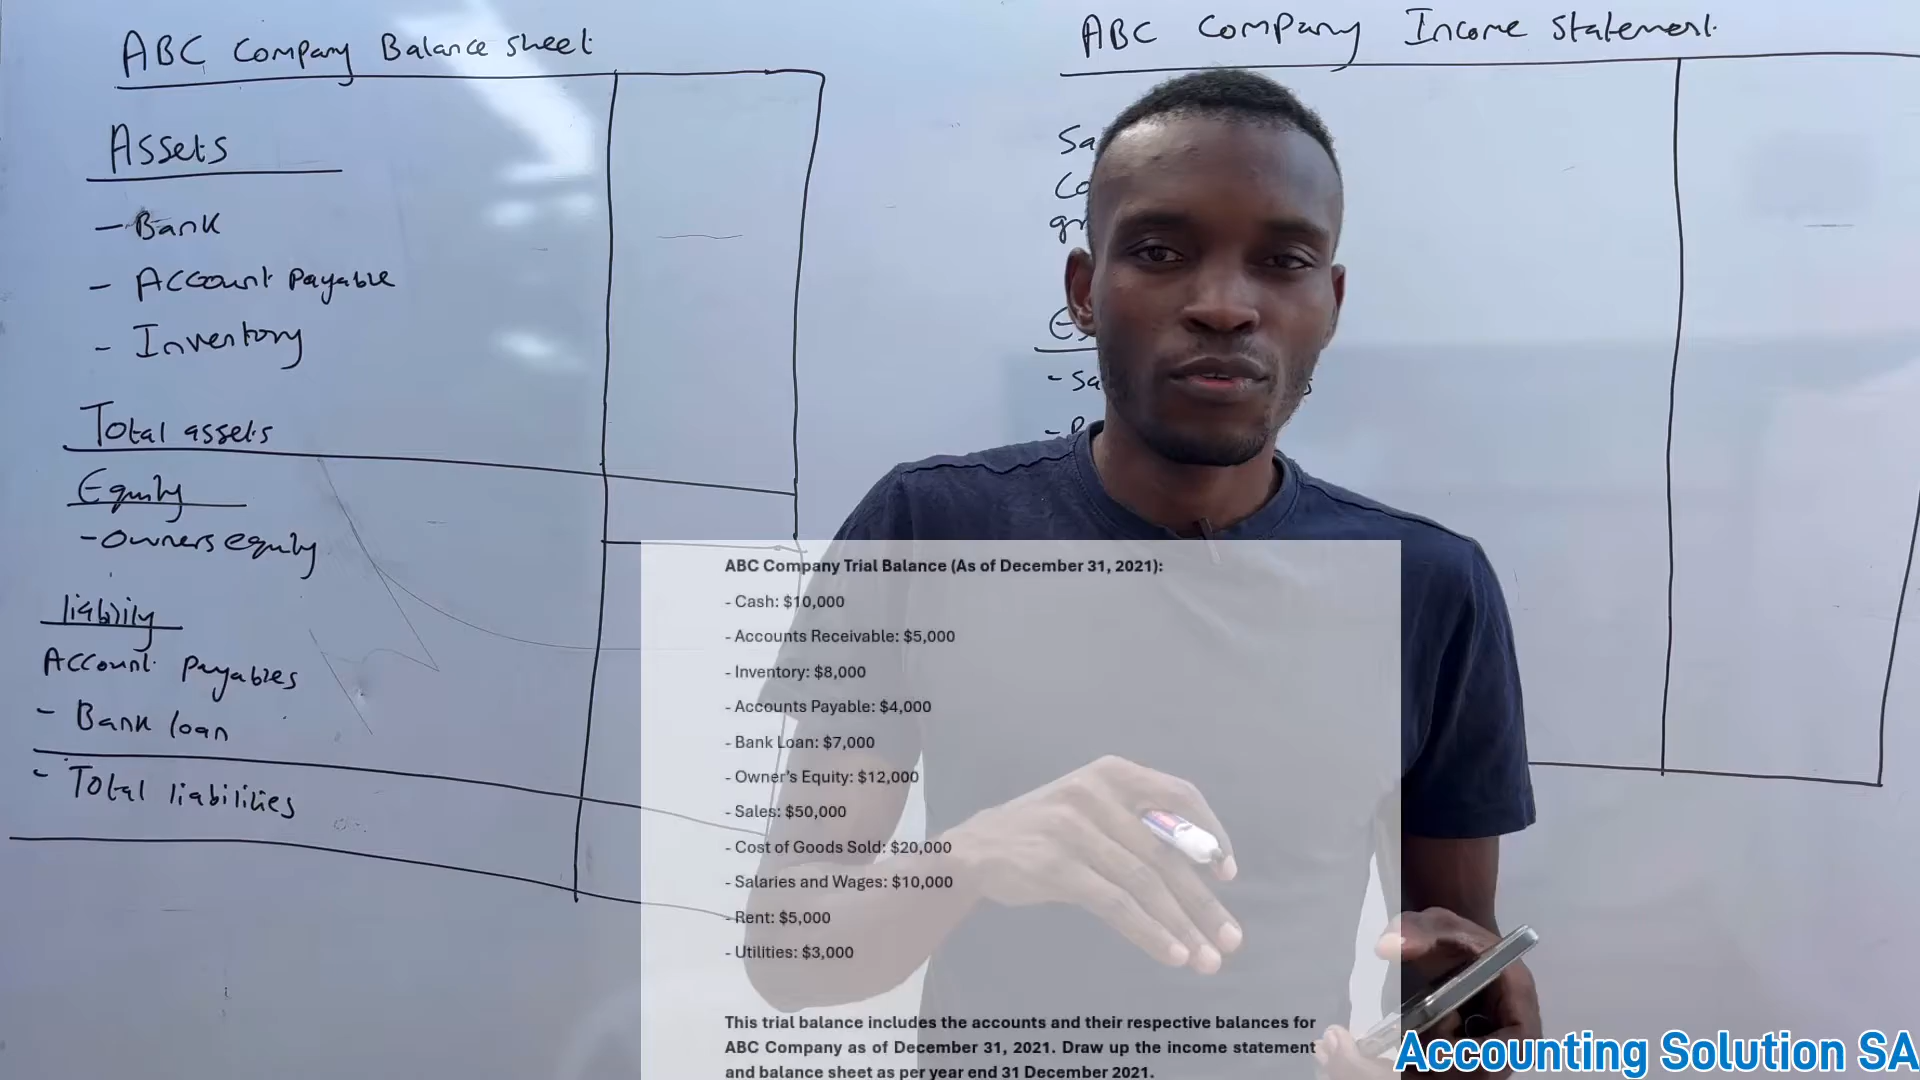 ABC Company Balance sheet
Assets
- Bank
- Account Payable
- Inventory
Total assets
Equity
- Owners equity
liability
Account Payables
- Bank loan
- Total liabilities
ABC Company Income Statement
ABC Company Trial Balance (As of December 31, 2021):
- Cash: $10,000
- Accounts Receivable: $5,000
- Inventory: $8,000
- Accounts Payable: $4,000
- Bank Loan: $7,000
- Owner's Equity: $12,000
- Sales: $50,000
- Cost of Goods Sold: $20,000
- Salaries and Wages: $10,000
- Rent: $5,000
- Utilities: $3,000
This trial balance includes the accounts and their respective balances for
ABC Company as of December 31, 2021. Draw up the income statement
and balance sheet as per year end 31 December 2021.
Accounting Solution SA